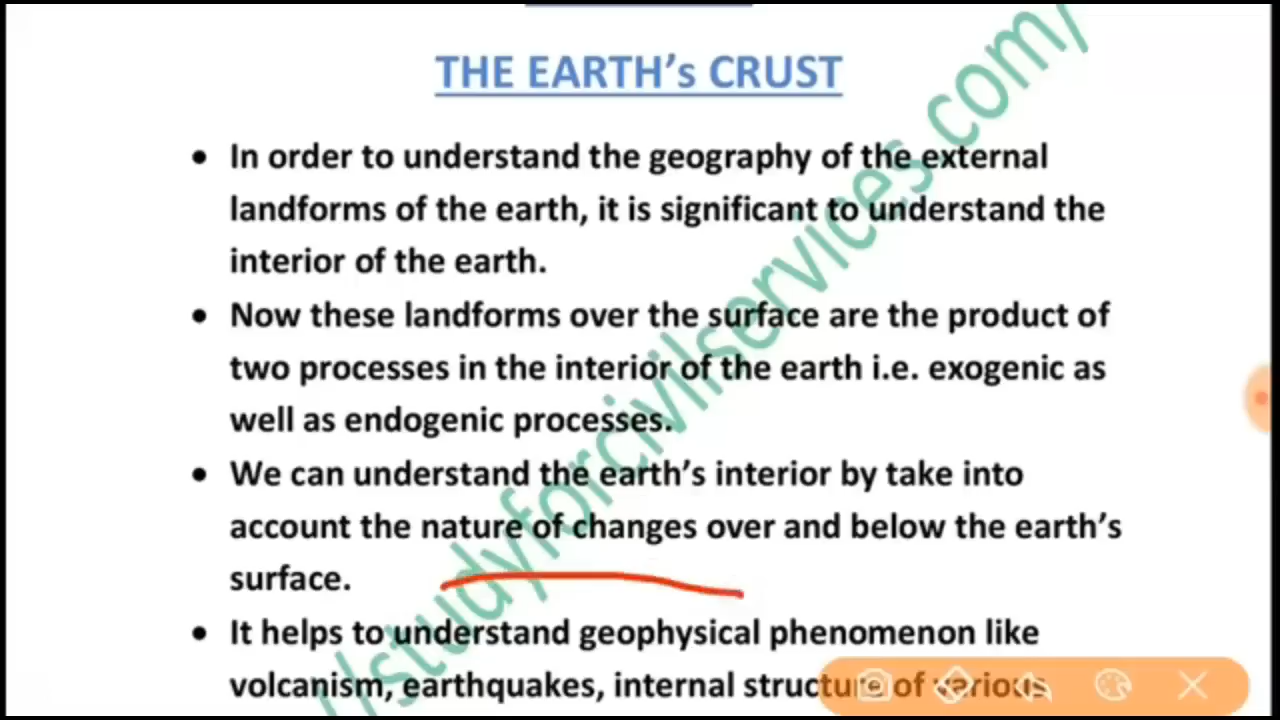 THE EARTH's CRUST
• In order to understand the geography of the external
landforms of the earth, it is significant to understand the
interior of the earth.
• Now these landforms over the surface are the product of
two processes in the interior of the earth i.e. exogenic as
well as endogenic processes.
• We can understand the earth's interior by take into
account the nature of changes over and below the earth's
surface.
• It helps to understand geophysical phenomenon like
volcanism, earthquakes, internal structure of various
//studyforcivilservices.com/